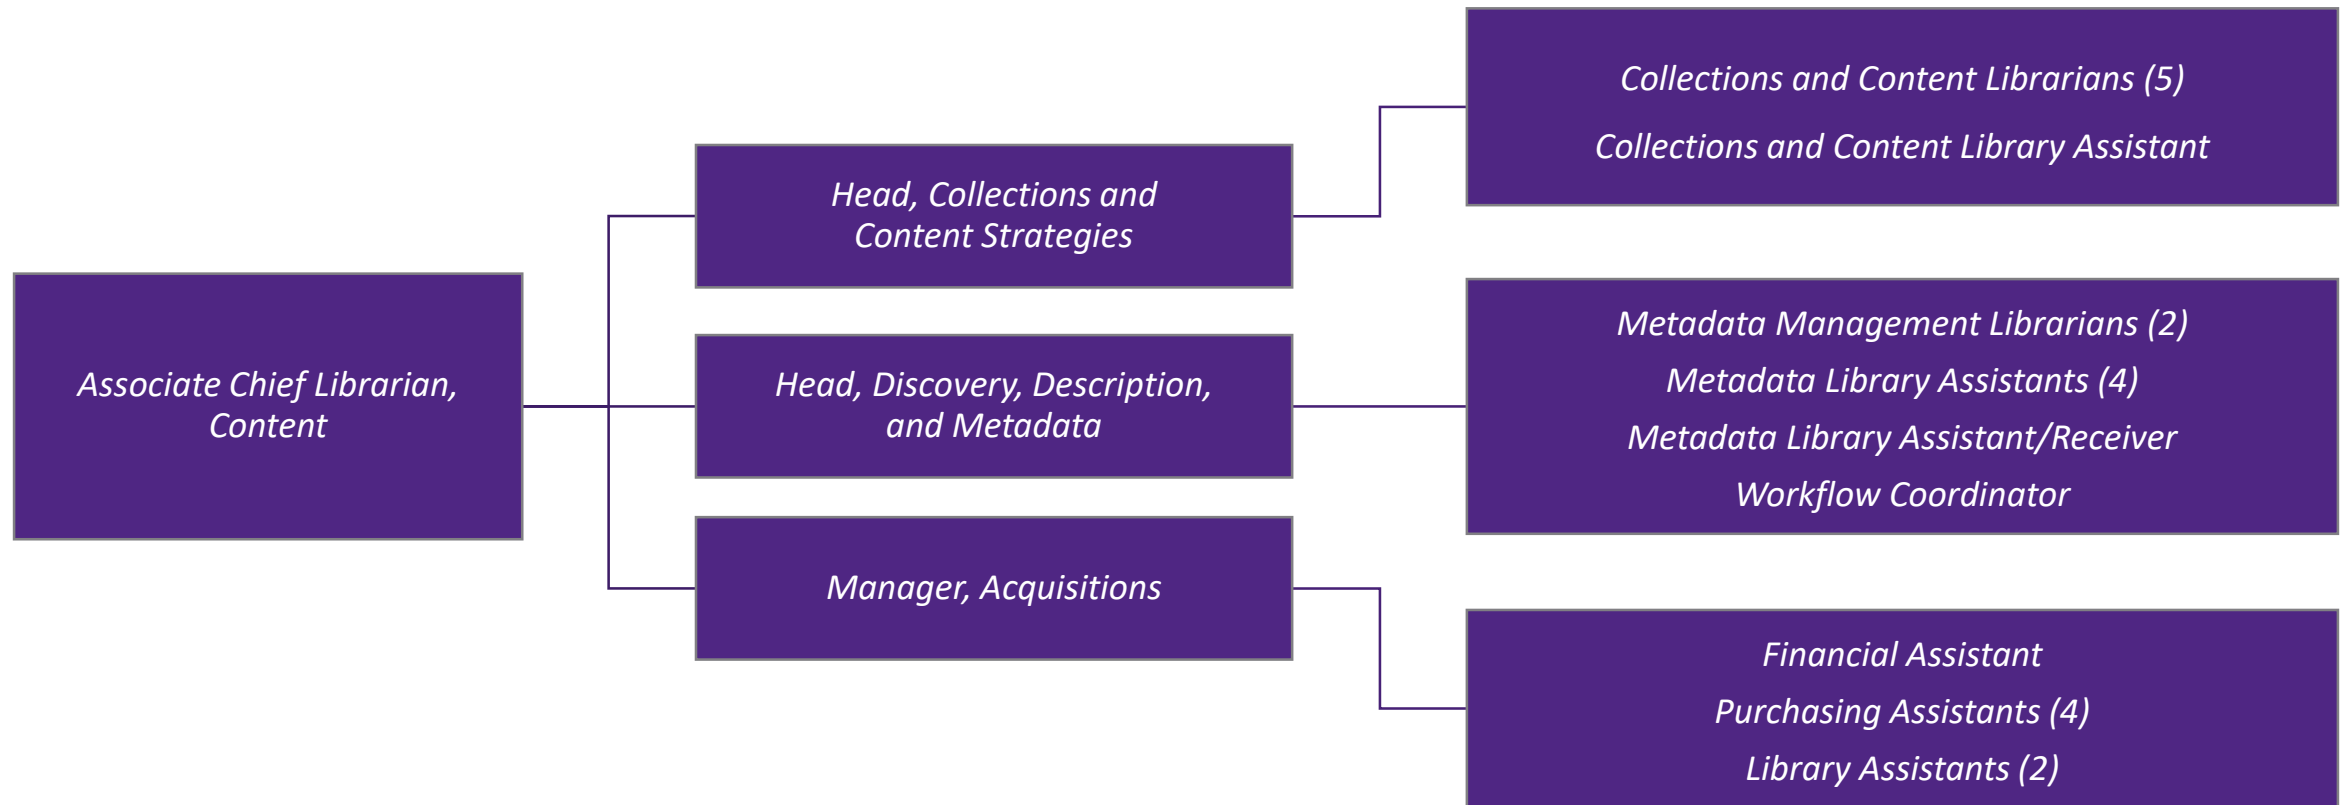 Associate Chief Librarian,
Content
Head, Collections and
Content Strategies
Head, Discovery, Description,
and Metadata
Manager, Acquisitions
Collections and Content Librarians (5)
Collections and Content Library Assistant
Metadata Management Librarians (2)
Metadata Library Assistants (4)
Metadata Library Assistant/Receiver
Workflow Coordinator
Financial Assistant
Purchasing Assistants (4)
Library Assistants (2)